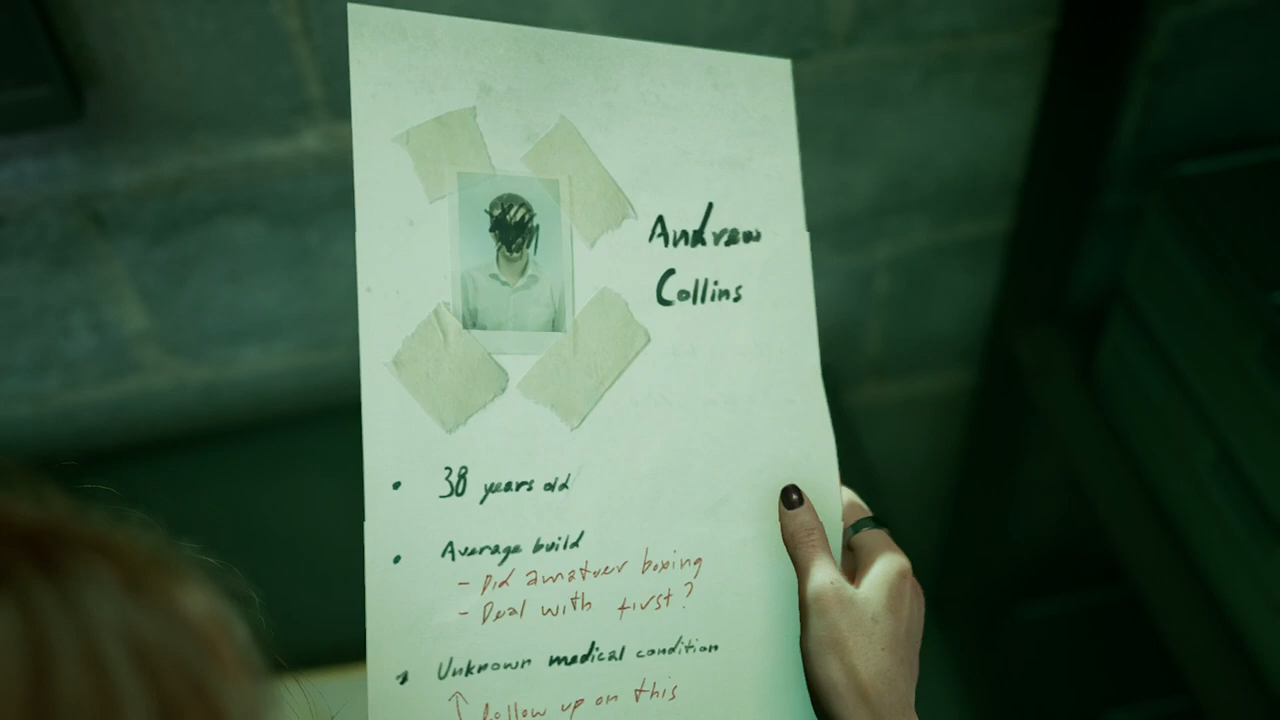 Andrew
Collins
• 38 years old
• Average build
- Did amatuer boxing
- Deal with first?
• Unknown medical condition
↑ follow up on this